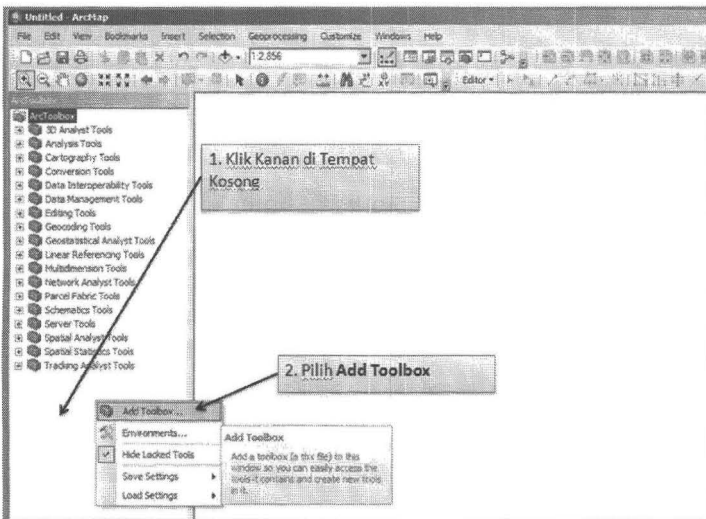 Untitled - ArcMap
File Edit View Bookmarks Insert Selection Geoprocessing Customize Windows Help
1:2,856
Editor
ArcToolbox
3D Analyst Tools
Analysis Tools
Cartography Tools
Conversion Tools
Data Interoperability Tools
Data Management Tools
Editing Tools
Geocoding Tools
Geostatistical Analyst Tools
Linear Referencing Tools
Multidimension Tools
Network Analyst Tools
Parcel Fabric Tools
Schematics Tools
Server Tools
Spatial Analyst Tools
Spatial Statistics Tools
Tracking Analyst Tools
1. Klik Kanan di Tempat
Kosong
2. Pilih Add Toolbox
Add Toolbox ...
Environments...
Hide Locked Tools
Save Settings
Load Settings
Add Toolbox
Add a toolbox (a tbx file) to this
window so you can easily access the
tools it contains and create new tools
in it.